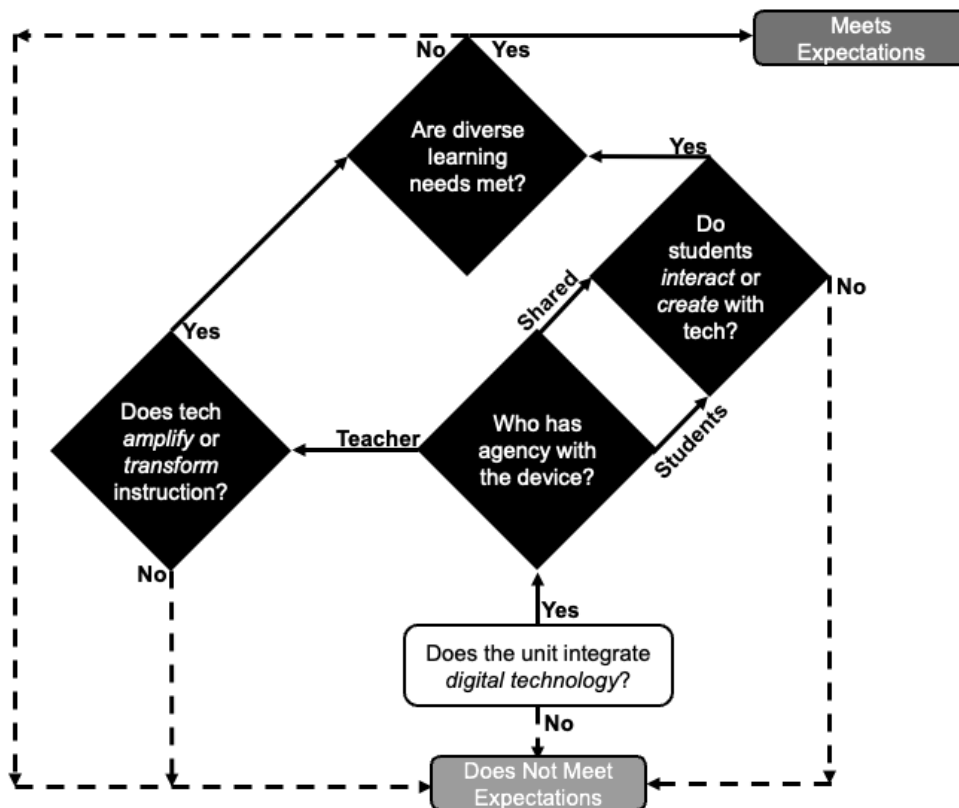 Meets
Expectations
No
Yes
Are diverse
learning
needs met?
Yes
Do
students
interact or
create with
tech?
No
Shared
Yes
Does tech
amplify or
transform
instruction?
Teacher
Who has
agency with
the device?
Students
No
Yes
Does the unit integrate
digital technology?
No
Does Not Meet
Expectations